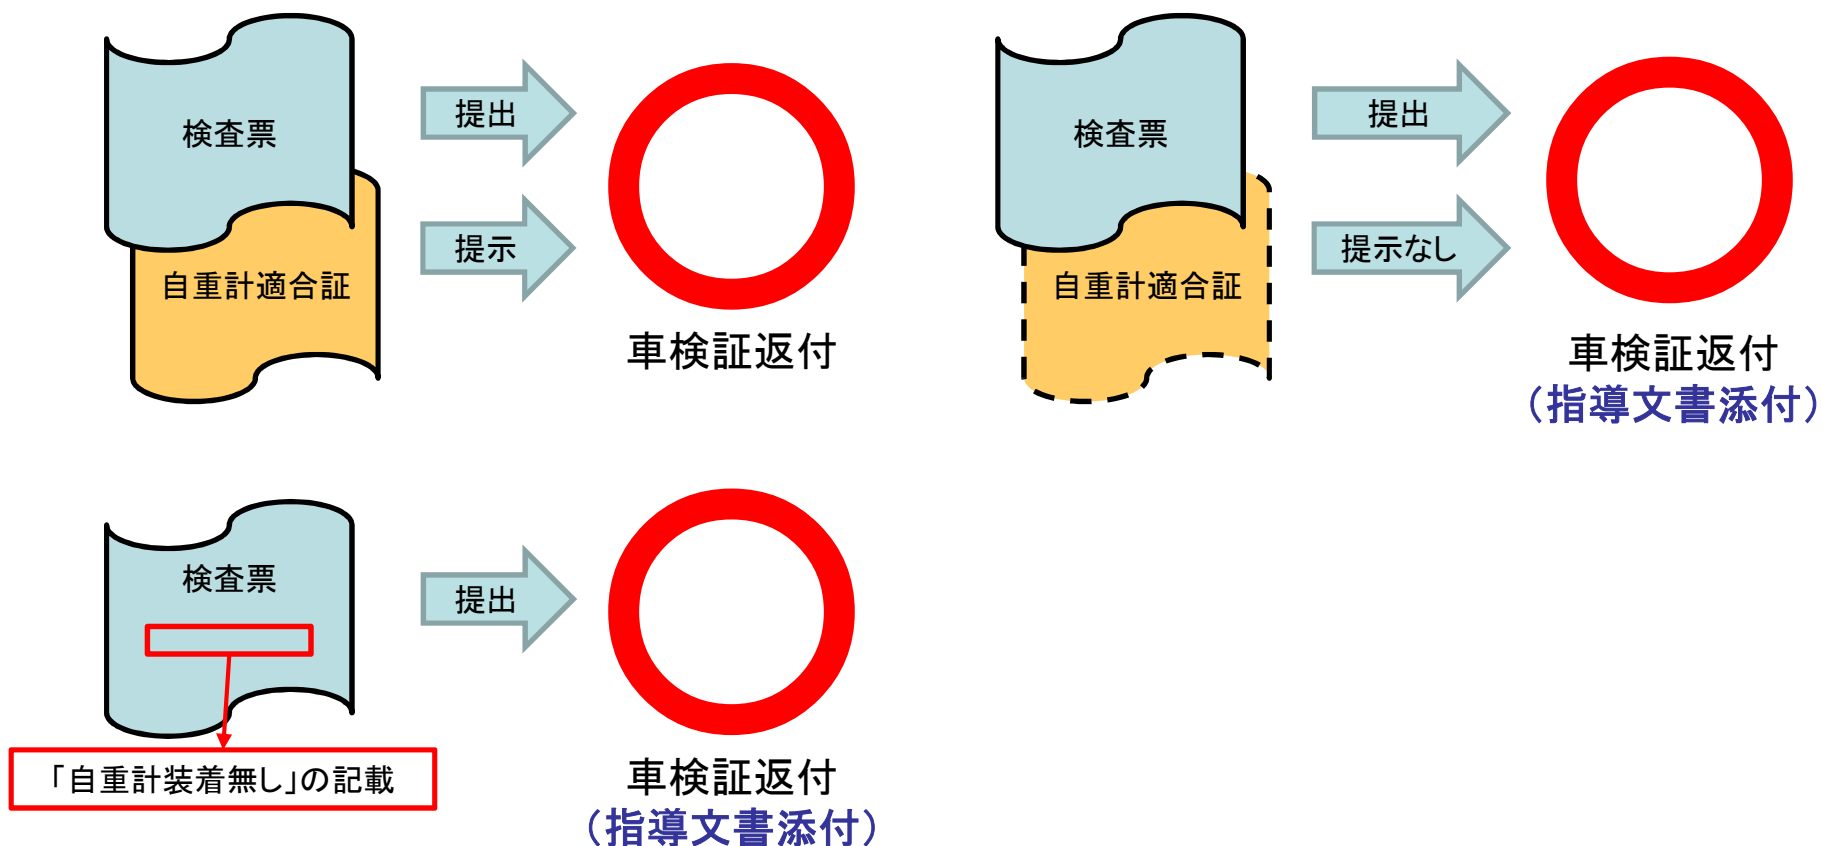 検査票
自重計適合証
提出
提示
車検証返付
検査票
自重計適合証
提出
提示なし
車検証返付
（指導文書添付）
検査票
「自重計装着無し」の記載
提出
車検証返付
（指導文書添付）